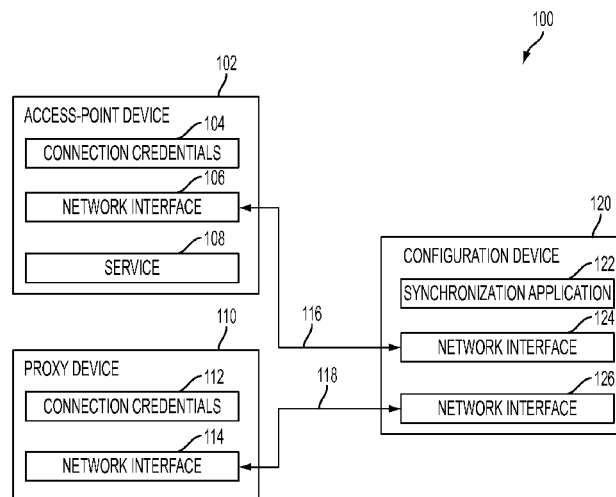 100
102
ACCESS-POINT DEVICE
104
CONNECTION CREDENTIALS
106
NETWORK INTERFACE
108
SERVICE
110
PROXY DEVICE
112
CONNECTION CREDENTIALS
114
NETWORK INTERFACE
116
118
120
CONFIGURATION DEVICE
122
SYNCHRONIZATION APPLICATION
124
NETWORK INTERFACE
126
NETWORK INTERFACE